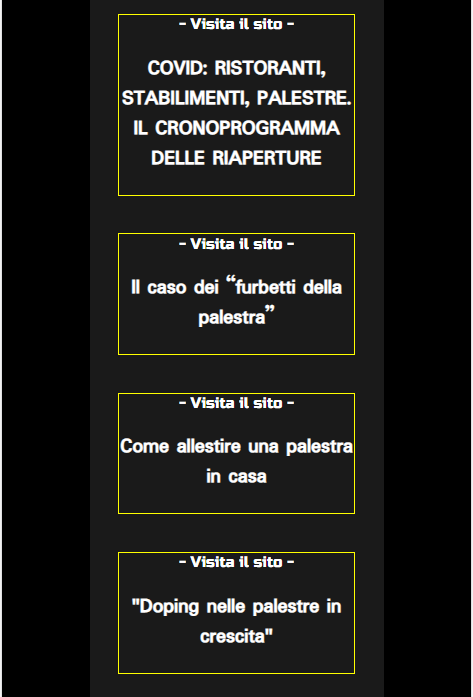 - Visita il sito -
COVID: RISTORANTI,
STABILIMENTI, PALESTRE.
IL CRONOPROGRAMMA
DELLE RIAPERTURE
- Visita il sito -
Il caso dei “furbetti della
palestra”
- Visita il sito -
Come allestire una palestra
in casa
- Visita il sito -
"Doping nelle palestre in
crescita"